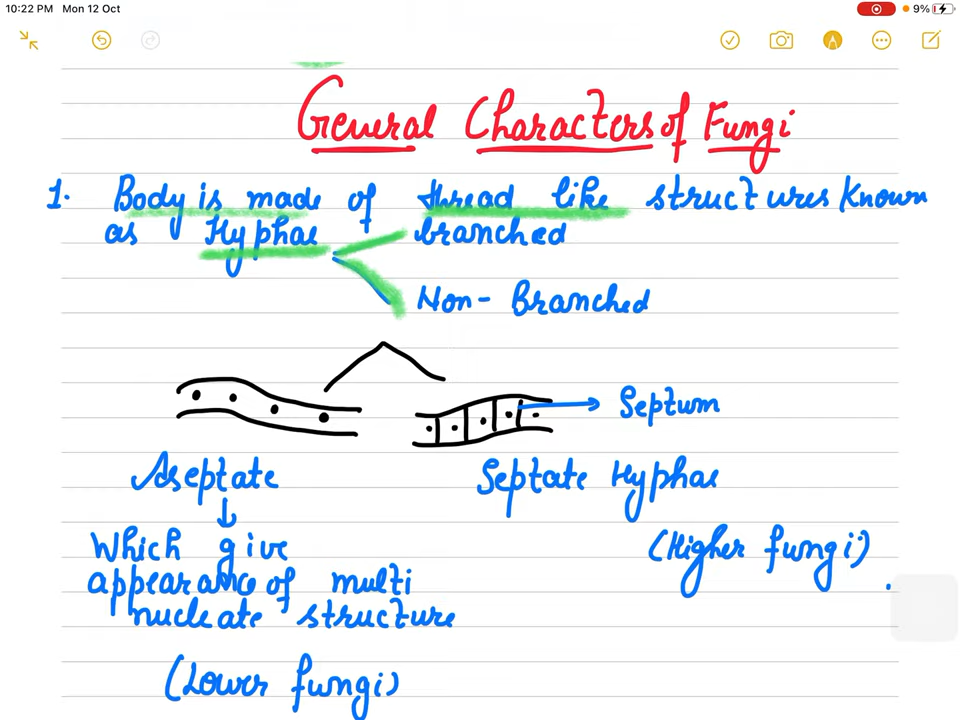 10:22 PM Mon 12 Oct
9%
General Characters of Fungi
1. Body is made of thread like structures known
as Hyphae branched
Non-Branched
Septum
Aseptate
Septate Hyphae
Which give
appearance of multi
nucleate structure
(Higher fungi)
(Lower fungi)